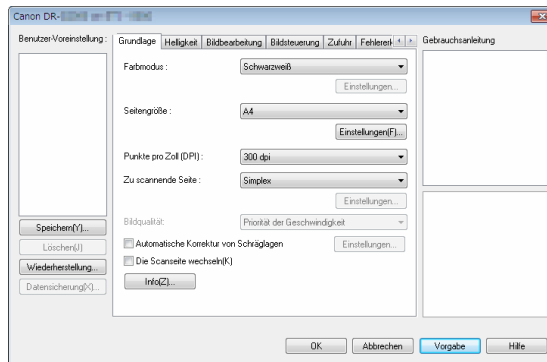 Canon DR-
Benutzer-Voreinstellung :
Grundlage Helligkeit Bildbearbeitung Bildsteuerung Zufuhr
Gebrauchsanleitung
Farbmodus : Schwarzweiß
Einstellungen...
Seitengröße : A4
Einstellungen(F)...
Punkte pro Zoll (DPI) : 300 dpi
Zu scannende Seite : Simplex
Einstellungen...
Bildqualität: Priorität der Geschwindigkeit
Automatische Korrektur von Schräglagen Einstellungen...
Die Scanseite wechseln(K)
Info(Z)...
Speichern(Y)...
Löschen(J)
Wiederherstellung...
Datensicherung(X)...
OK Abbrechen Vorgabe Hilfe